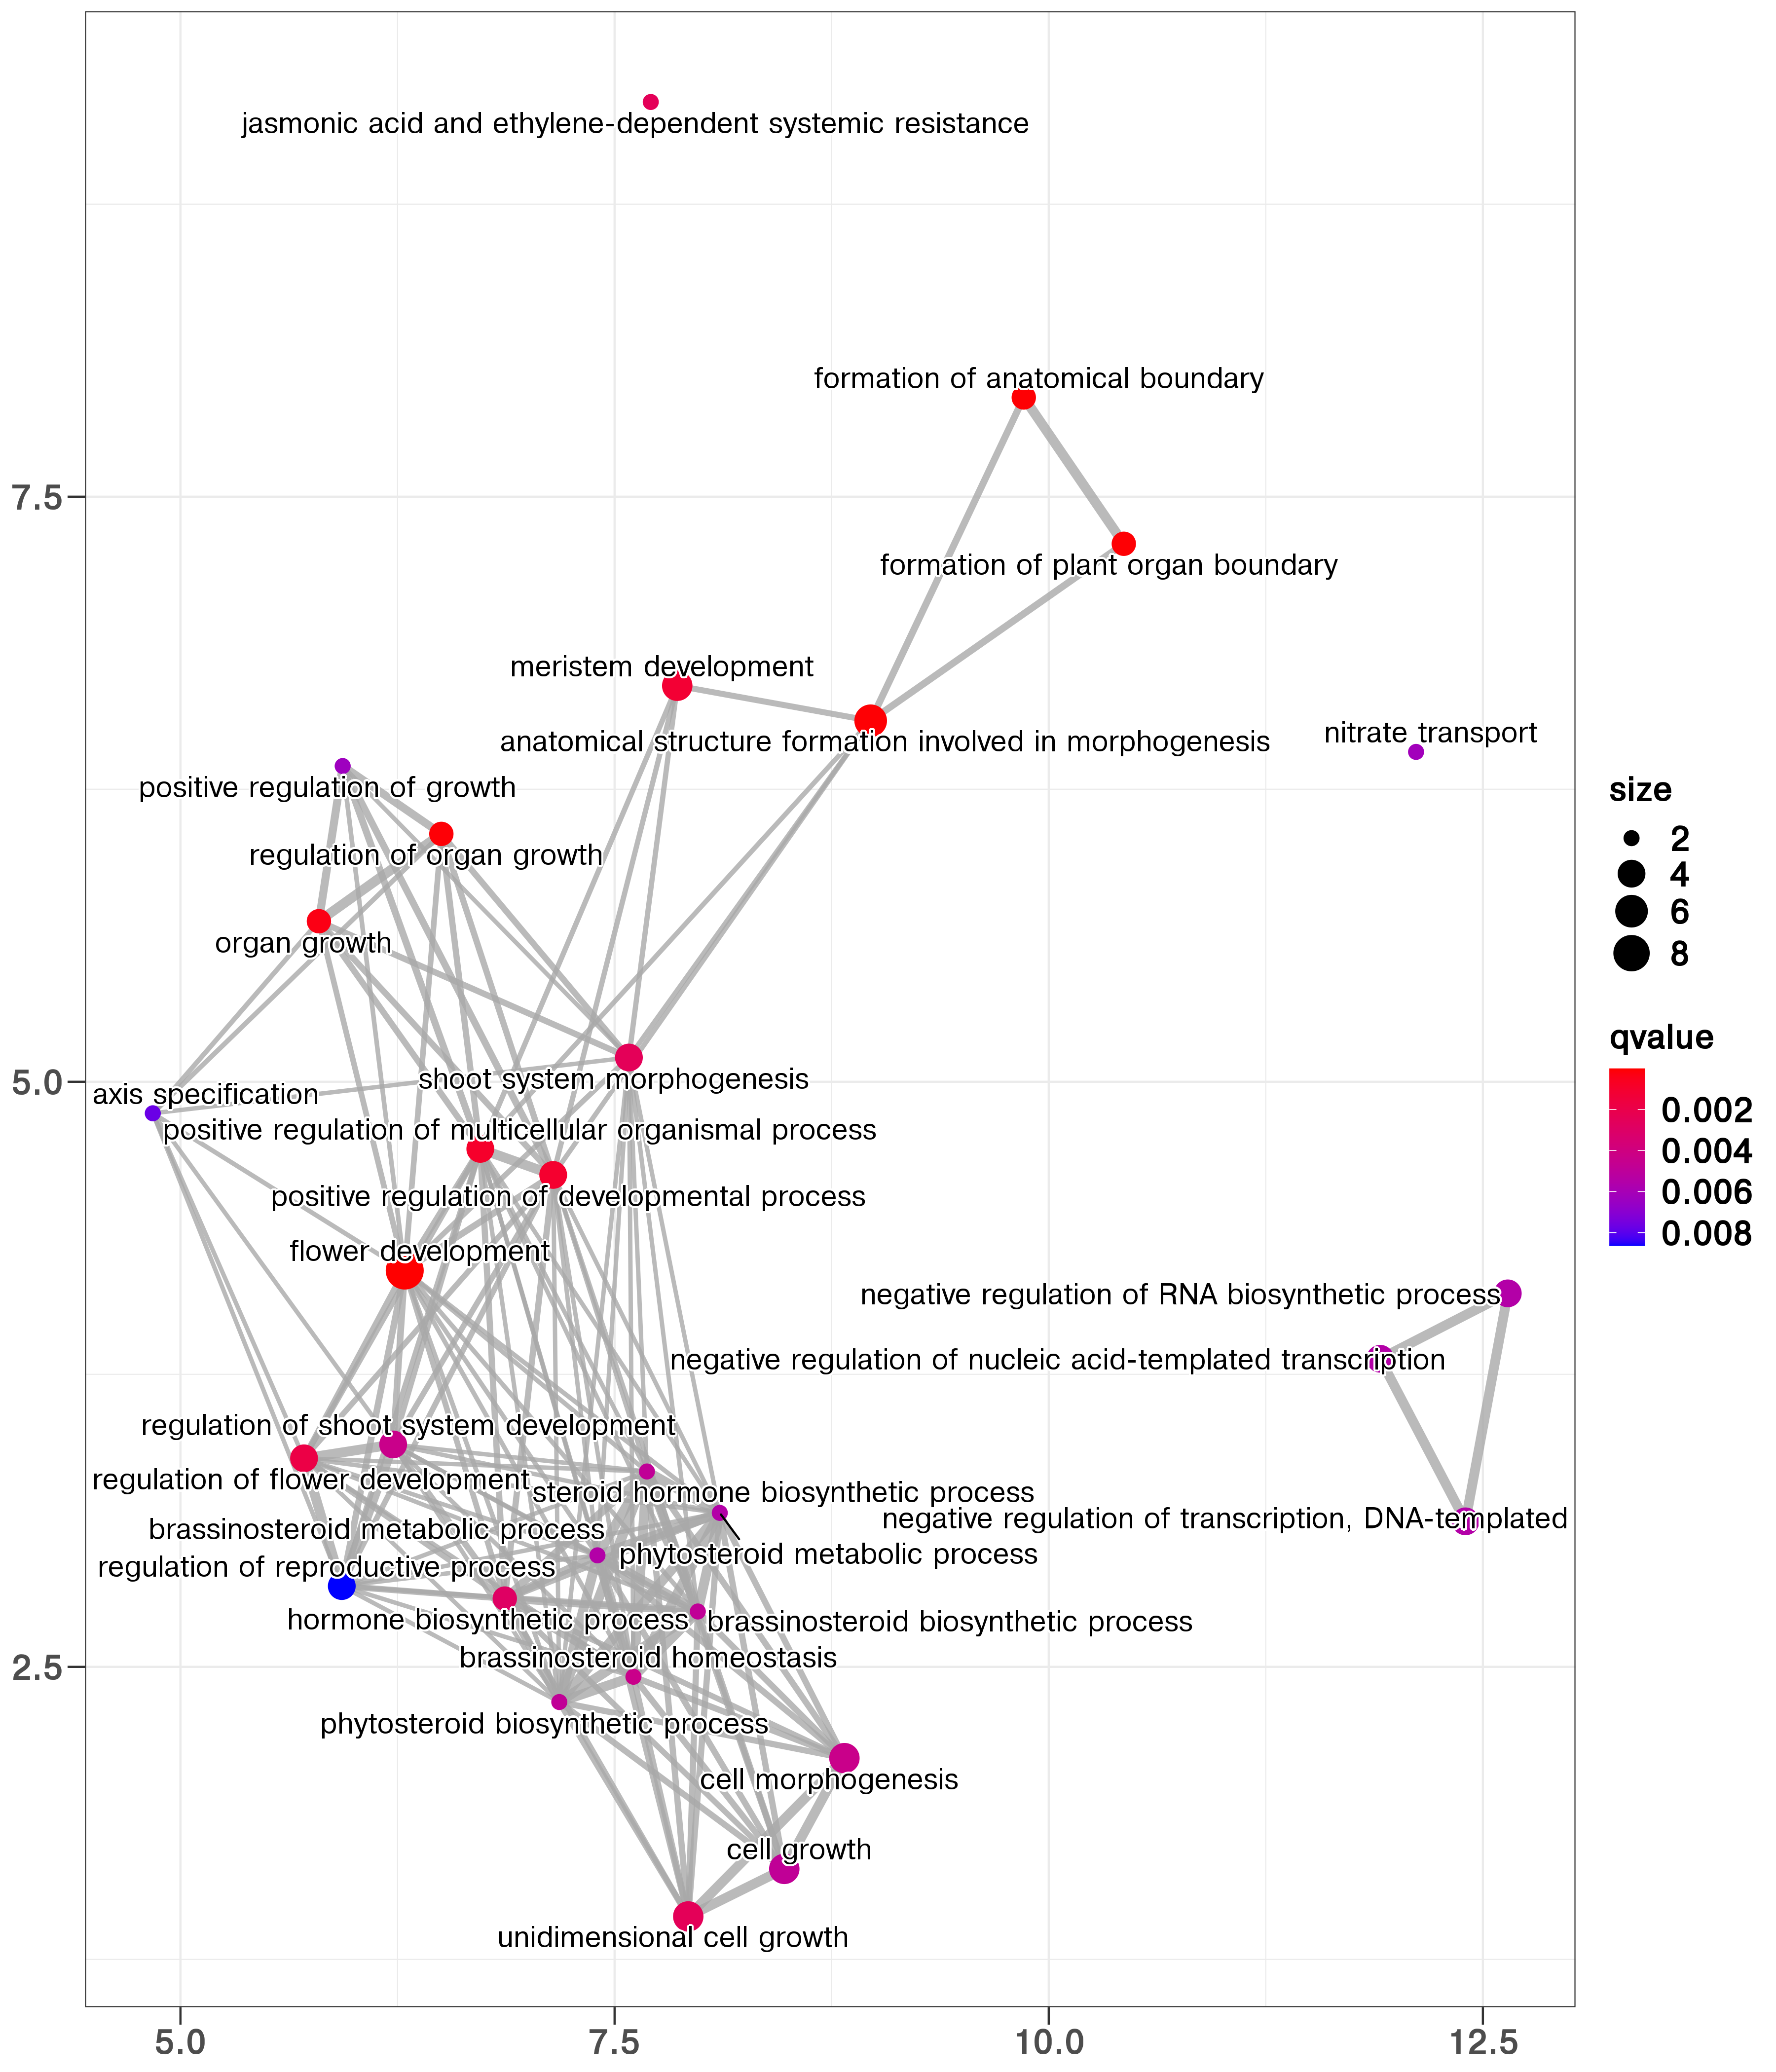 jasmonic acid and ethylene-dependent systemic resistance
formation of anatomical boundary
7.5
formation of plant organ boundary
meristem development
nitrate transport
anatomical structure formation involved in morphogenesis
positive regulation of growth
regulation of organ growth
organ growth
size
2
4
6
8
qvalue
0.002
0.004
0.006
0.008
5.0
shoot system morphogenesis
axis specification
positive regulation of multicellular organismal process
positive regulation of developmental process
flower development
negative regulation of RNA biosynthetic process
negative regulation of nucleic acid-templated transcription
regulation of shoot system development
regulation of flower development
steroid hormone biosynthetic process
negative regulation of transcription, DNA-templated
brassinosteroid metabolic process
phytosteroid metabolic process
regulation of reproductive process
hormone biosynthetic process
brassinosteroid biosynthetic process
brassinosteroid homeostasis
2.5
phytosteroid biosynthetic process
cell morphogenesis
cell growth
unidimensional cell growth
5.0
7.5
10.0
12.5